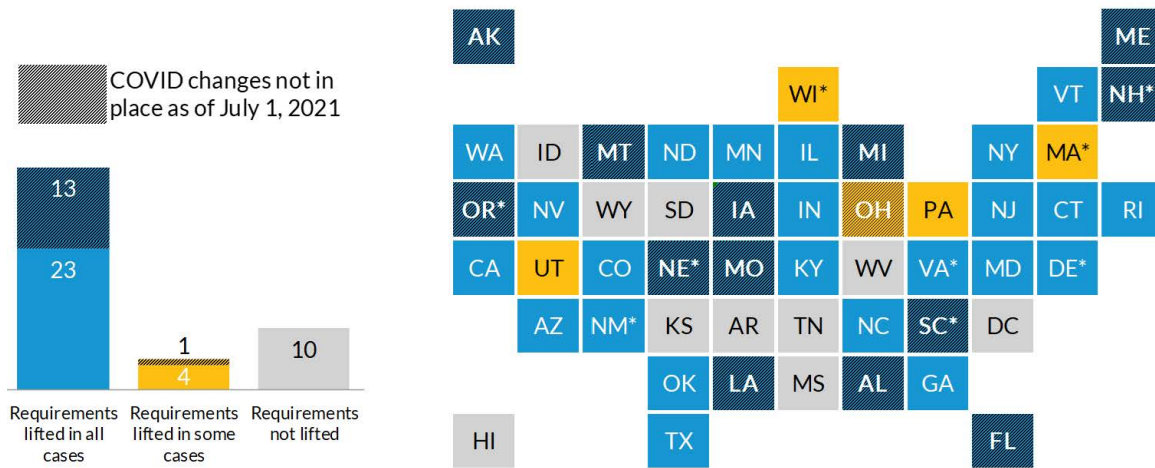 COVID changes not in
place as of July 1, 2021
13
23
1
4
10
Requirements
lifted in all
cases
Requirements
lifted in some
cases
Requirements
not lifted
AK
ME
WI*
VT
NH*
WA
ID
MT
ND
MN
IL
MI
NY
MA*
OR*
NV
WY
SD
IA
IN
OH
PA
NJ
CT
RI
CA
UT
CO
NE*
MO
KY
WV
VA*
MD
DE*
AZ
NM*
KS
AR
TN
NC
SC*
DC
OK
LA
MS
AL
GA
HI
TX
FL